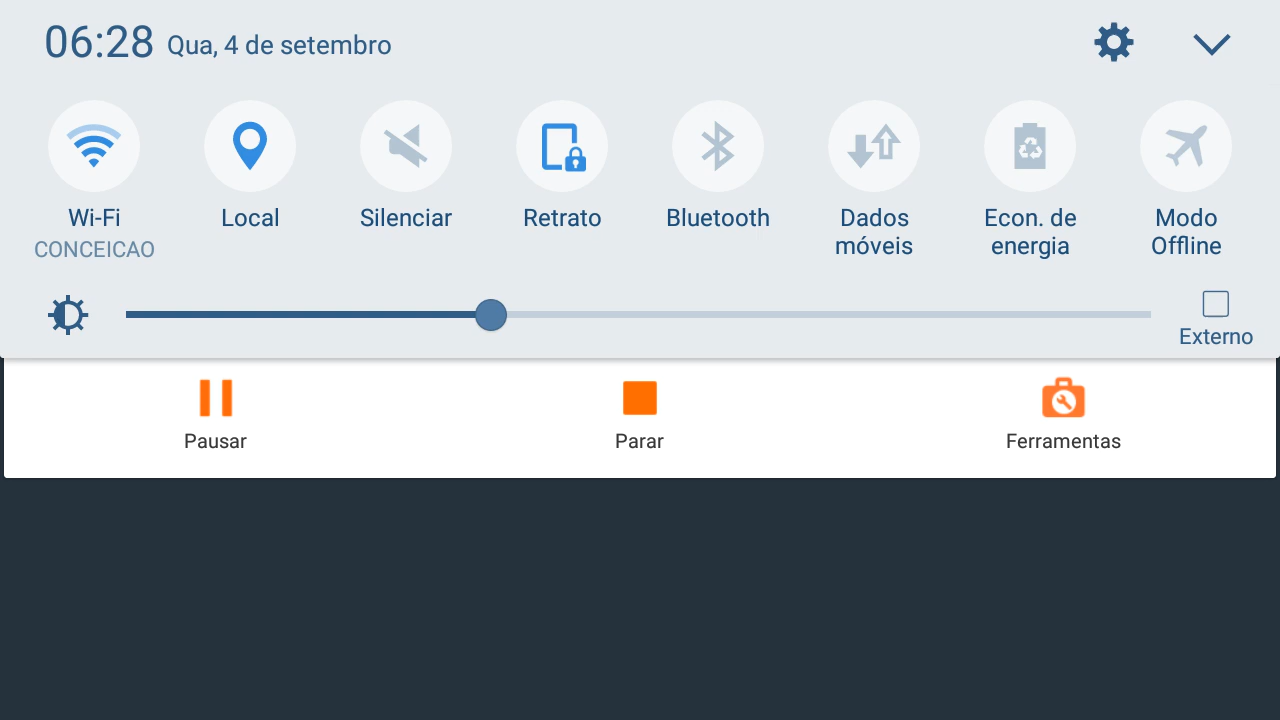 06:28 Qua, 4 de setembro
Wi-Fi
CONCEICAO
Local
Silenciar
Retrato
Bluetooth
Dados
móveis
Econ. de
energia
Modo
Offline
Externo
Pausar
Parar
Ferramentas